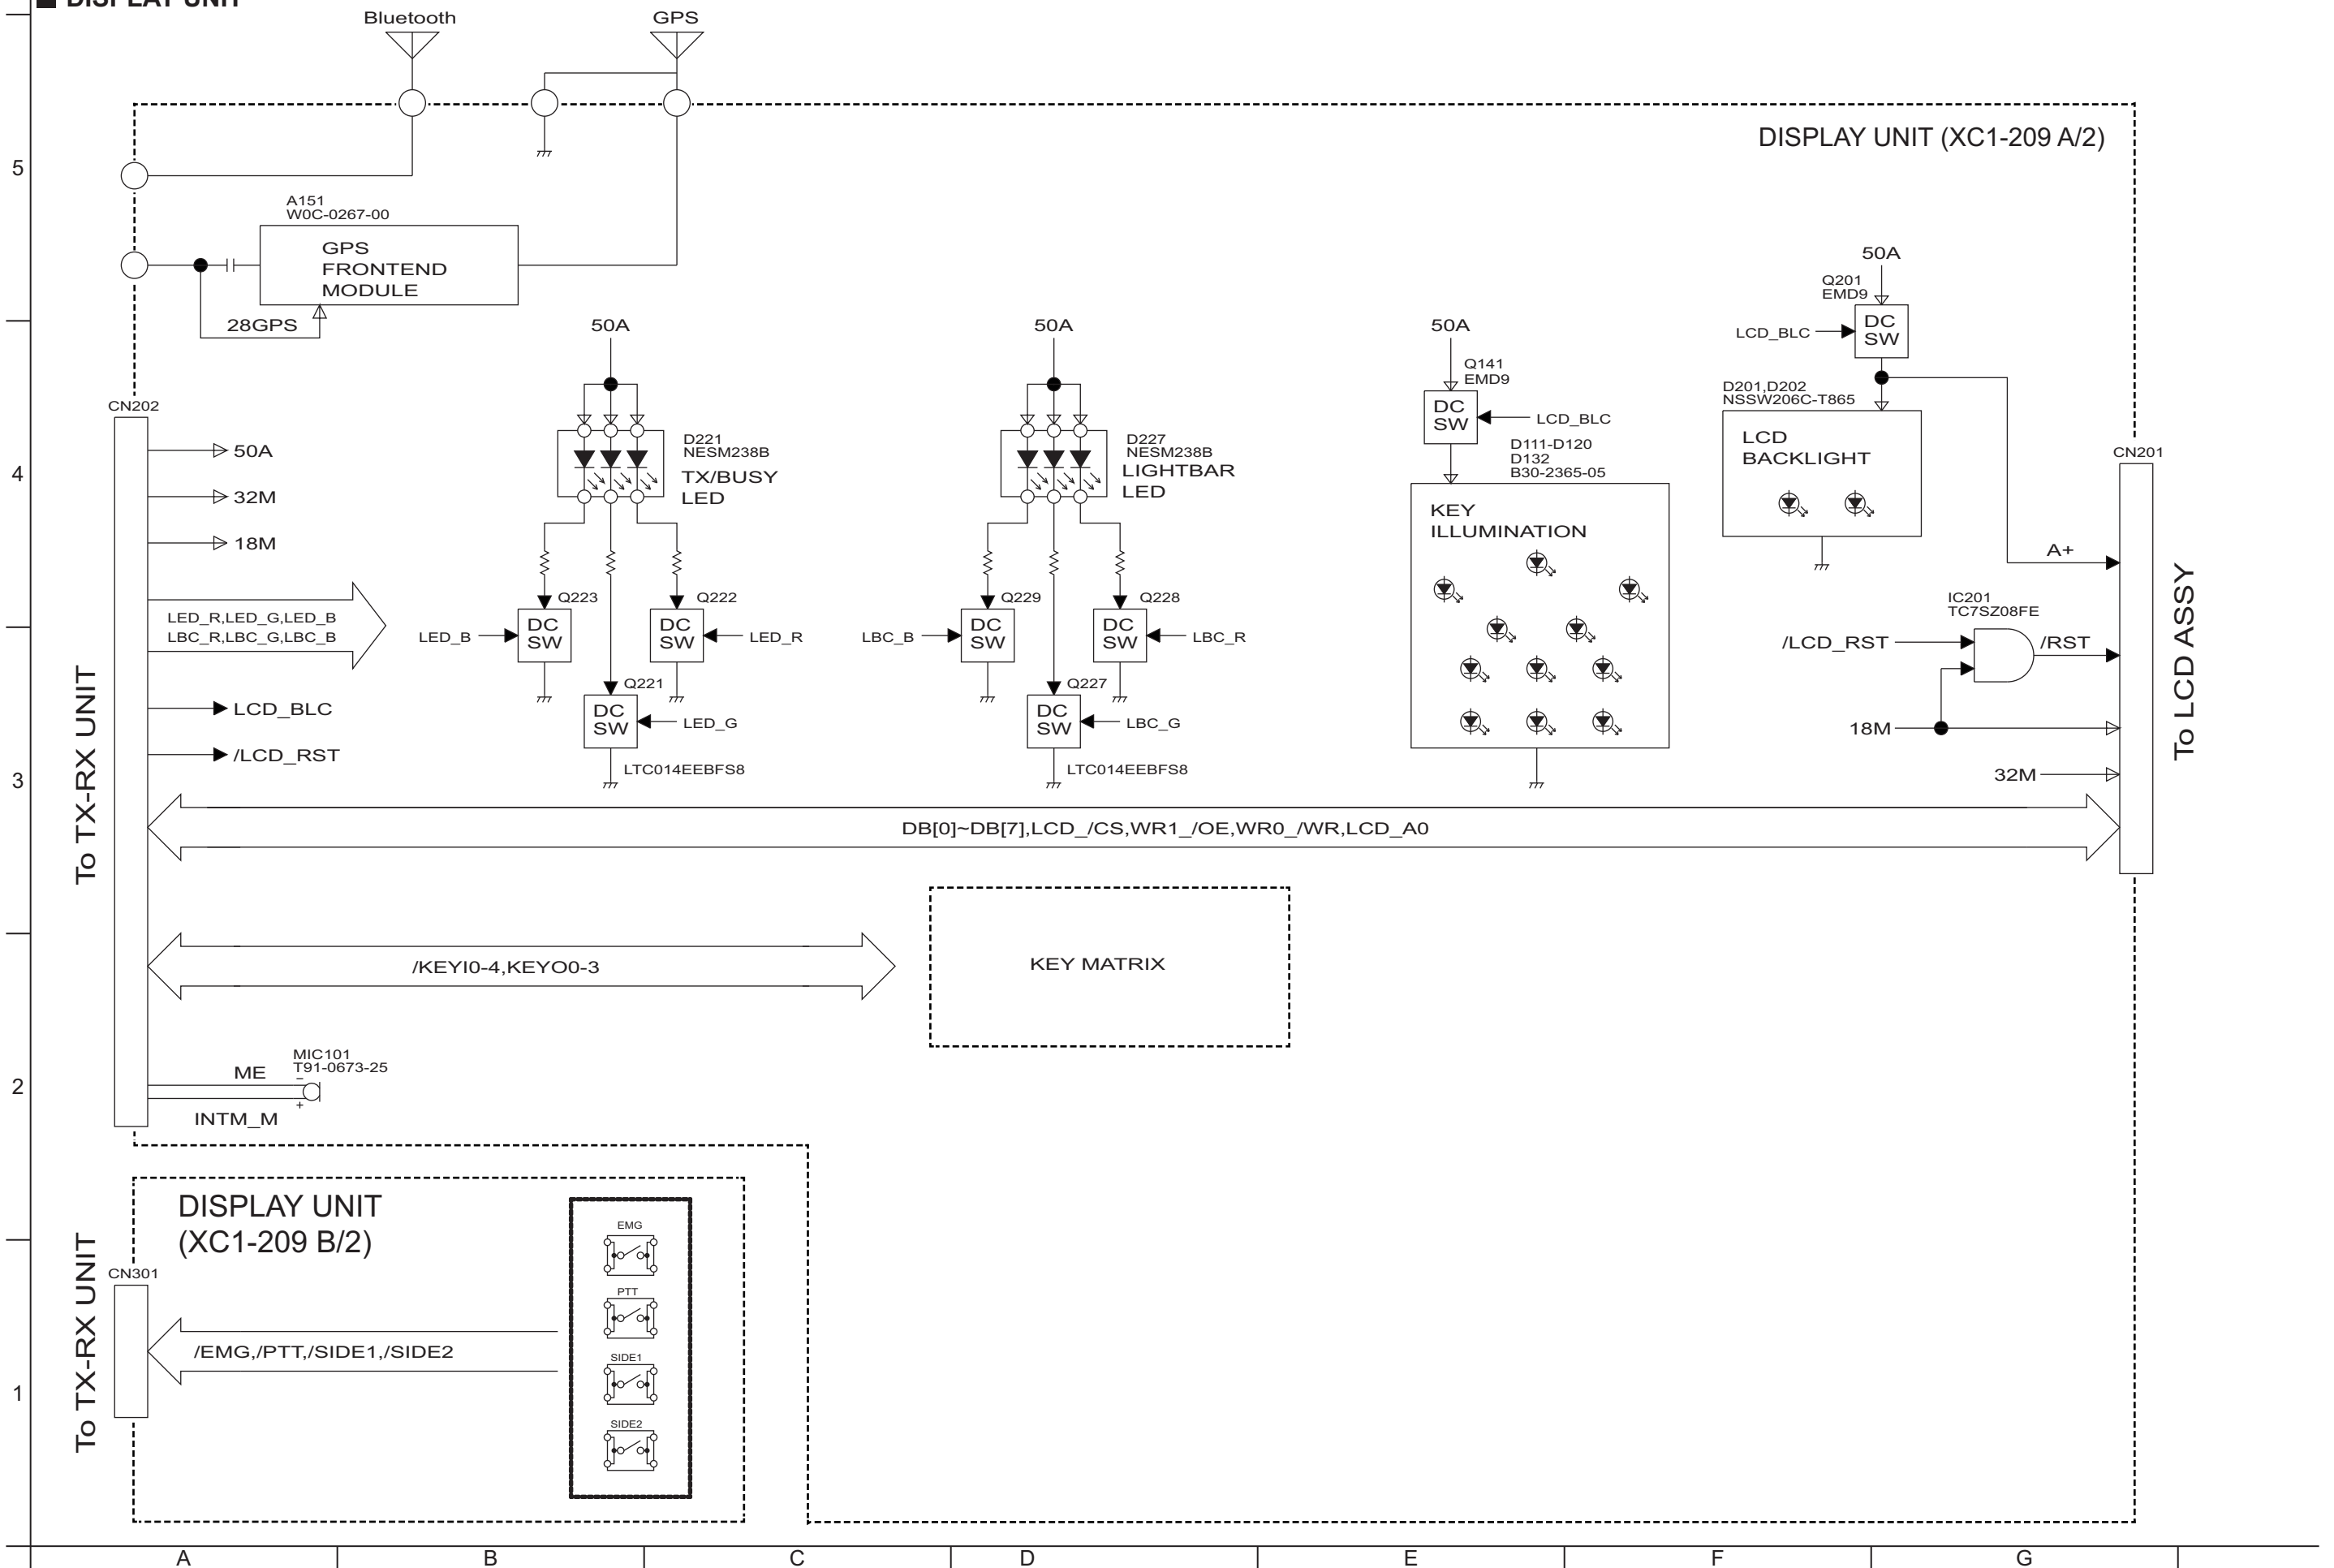 DISPLAY UNIT
Bluetooth
GPS
DISPLAY UNIT (XC1-209 A/2)
5
A151
W0C-0267-00
GPS
FRONTEND
MODULE
28GPS
50A
50A
50A
50A
Q201
EMD9
DC
SW
LCD_BLC
Q141
EMD9
DC
SW
LCD_BLC
D201,D202
NSSW206C-T865
LCD
BACKLIGHT
CN202
CN201
4
50A
32M
18M
D221
NESM238B
TX/BUSY
LED
D227
NESM238B
LIGHTBAR
LED
D111-D120
D132
B30-2365-05
KEY
ILLUMINATION
A+
IC201
TC7SZ08FE
LED_R,LED_G,LED_B
LBC_R,LBC_G,LBC_B
Q223
DC
SW
LED_B
Q222
DC
SW
LED_R
Q229
DC
SW
LBC_B
Q228
DC
SW
LBC_R
/LCD_RST
/RST
To TX-RX UNIT
To LCD ASSY
Q221
DC
SW
LED_G
LTC014EEBFS8
Q227
DC
SW
LBC_G
LTC014EEBFS8
LCD_BLC
/LCD_RST
18M
32M
3
DB[0]~DB[7],LCD_/CS,WR1_/OE,WR0_/WR,LCD_A0
/KEYI0-4,KEYO0-3
KEY MATRIX
2
MIC101
T91-0673-25
ME
−
+
INTM_M
DISPLAY UNIT
(XC1-209 B/2)
EMG
CN301
PTT
To TX-RX UNIT
/EMG,/PTT,/SIDE1,/SIDE2
SIDE1
1
SIDE2
A
B
C
D
E
F
G